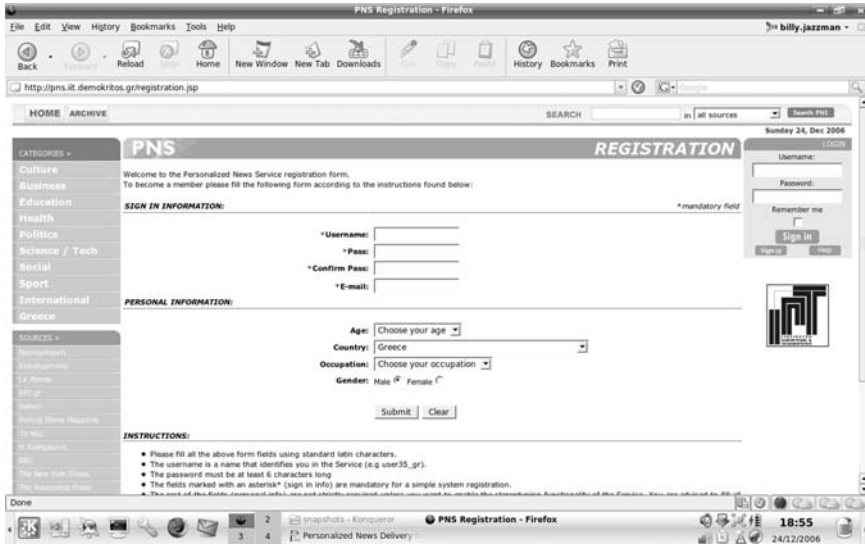 PNS Registration - Firefox
File Edit View History Bookmarks Tools Help
billy.jazzman
Back Forward Reload Stop Home New Window New Tab Downloads Cut Copy Paste History Bookmarks Print
http://pns.iit.demokritos.gr/registration.jsp
Google
HOME ARCHIVE
SEARCH in all sources Search PNS
Sunday 24, Dec 2006
CATEGORIES
Culture
Business
Education
Health
Politics
Science / Tech
Social
Sport
International
Greece
SOURCES
Le Monde
Yahoo!
Rolling Stone Magazine
BBC
The New York Times
The Associated Press
PNS REGISTRATION
Welcome to the Personalized News Service registration form.
To become a member please fill the following form according to the instructions found below:
SIGN IN INFORMATION: *mandatory field
*Username:
*Pass:
*Confirm Pass:
*E-mail:
PERSONAL INFORMATION:
Age: Choose your age
Country: Greece
Occupation: Choose your occupation
Gender: Male Female
Submit Clear
INSTRUCTIONS:
• Please fill all the above form fields using standard latin characters.
• The username is a name that identifies you in the Service (e.g user35_gr).
• The password must be at least 6 characters long
• The fields marked with an asterisk* (sign in info) are mandatory for a simple system registration.
LOGIN
Username:
Password:
Remember me
Sign in
Sign up Help
Done
2
3 4
snapshots - Konqueror
PNS Registration - Firefox
Personalized News Delivery
18:55
24/12/2006